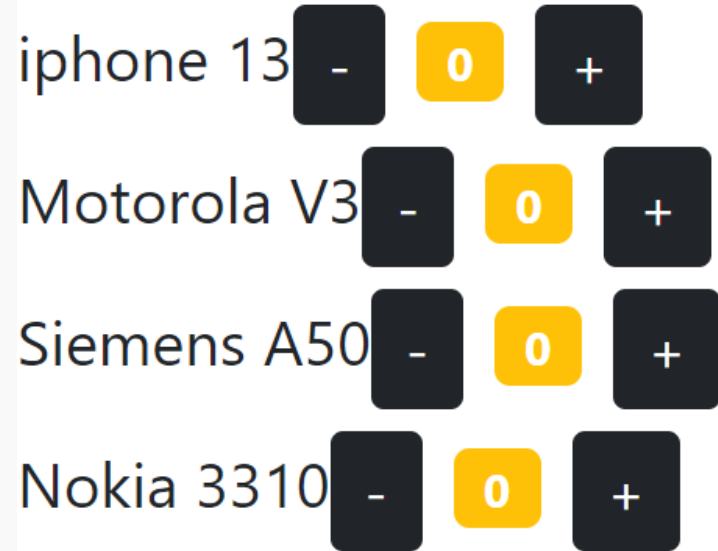 iphone 13 - 0 +
Motorola V3 - 0 +
Siemens A50 - 0 +
Nokia 3310 - 0 +